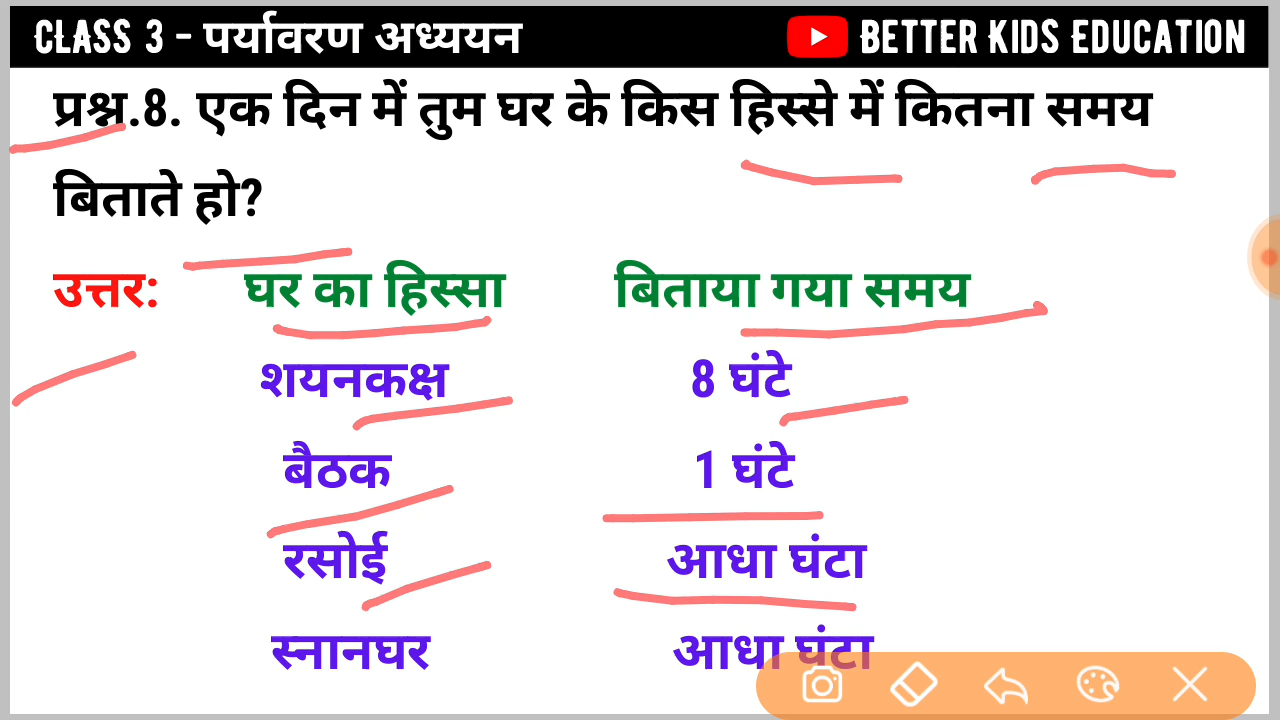 CLASS 3 - पर्यावरण अध्ययन BETTER KIDS EDUCATION
प्रश्न.8. एक दिन में तुम घर के किस हिस्से में कितना समय
बिताते हो?
उत्तर: घर का हिस्सा बिताया गया समय
शयनकक्ष 8 घंटे
बैठक 1 घंटे
रसोई आधा घंटा
स्नानघर आधा घंटा